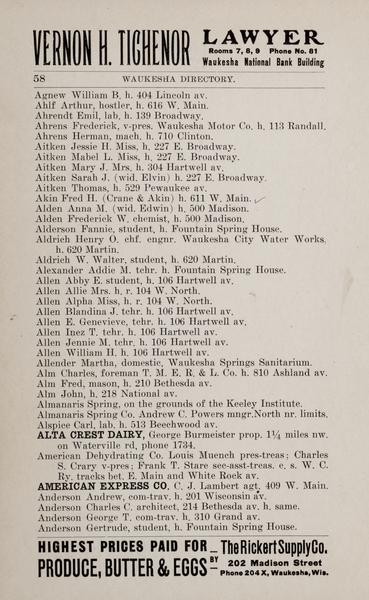 VERNON H. TICHENOR LAWYER
Rooms 7, 8, 9 Phone No. 81
Waukesha National Bank Building
58 WAUKESHA DIRECTORY.
Agnew William B. h. 404 Lincoln av.
Ahlf Arthur, hostler, h. 616 W. Main.
Ahrendt Emil, lab, h. 139 Broadway.
Ahrens Frederick, v-pres. Waukesha Motor Co. h. 113 Randall.
Ahrens Herman, mach. h. 710 Clinton.
Aitken Jessie H. Miss, h. 227 E. Broadway.
Aitken Mabel L. Miss, h. 227 E. Broadway.
Aitken Mary J. Mrs. h. 304 Hartwell av.
Aitken Sarah J. (wid. Elvin) h. 227 E. Broadway.
Aitken Thomas, h. 529 Pewaukee av.
Akin Fred H. (Crane & Akin) h. 611 W. Main.
Alden Anna M. (wid. Edwin) h. 500 Madison.
Alden Frederick W. chemist, h. 500 Madison.
Alderson Fannie, student, h. Fountain Spring House.
Aldrich Henry O. chf. engnr. Waukesha City Water Works,
h. 620 Martin.
Aldrich W. Walter, student, h. 620 Martin.
Alexander Addie M. tchr. h. Fountain Spring House.
Allen Abby E. student, h. 106 Hartwell av.
Allen Allie Mrs. h. r. 104 W. North.
Allen Alpha Miss, h. r. 104 W. North.
Allen Blandina J. tchr. h. 106 Hartwell av.
Allen E. Genevieve, tchr. h. 106 Hartwell av.
Allen Inez T. tchr. h. 106 Hartwell av.
Allen Jennie M. tchr. h. 106 Hartwell av.
Allen William H. h. 106 Hartwell av.
Allender Martha, domestic, Waukesha Springs Sanitarium.
Alm Charles, foreman T. M. E. R. & L. Co. h. 810 Ashland av.
Alm Fred, mason, h. 210 Bethesda av.
Alm John, h. 218 National av.
Almanaris Spring, on the grounds of the Keeley Institute.
Almanaris Spring Co. Andrew C. Powers mngr. North nr. limits.
Alspice Carl, lab. h. 513 Beechwood av.
ALTA CREST DAIRY, George Burmeister prop. 1¼ miles nw.
on Waterville rd, phone 1734.
American Dehydrating Co. Louis Muench pres-treas; Charles
S. Crary v-pres; Frank T. Stare sec-asst-treas. e. s. W. C.
Ry. tracks bet. E. Main and White Rock av.
AMERICAN EXPRESS CO, C. J. Lambert agt, 409 W. Main.
Anderson Andrew, com-trav. h. 201 Wisconsin av.
Anderson Charles C. architect, 214 Bethesda av. h. same.
Anderson George T. com-trav. h. 310 Grand av.
Anderson Gertrude, student, h. Fountain Spring House.
HIGHEST PRICES PAID FOR The Rickert Supply Co.
PRODUCE, BUTTER & EGGS BY 202 Madison Street
Phone 204 X, Waukesha, Wis.